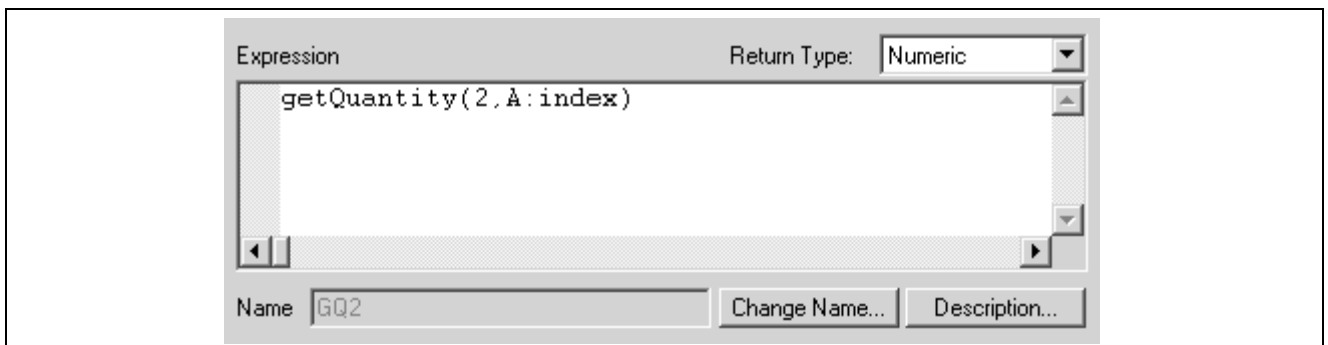 Expression Return Type: Numeric
getQuantity(2,A:index)
Name GQ2 Change Name... Description...